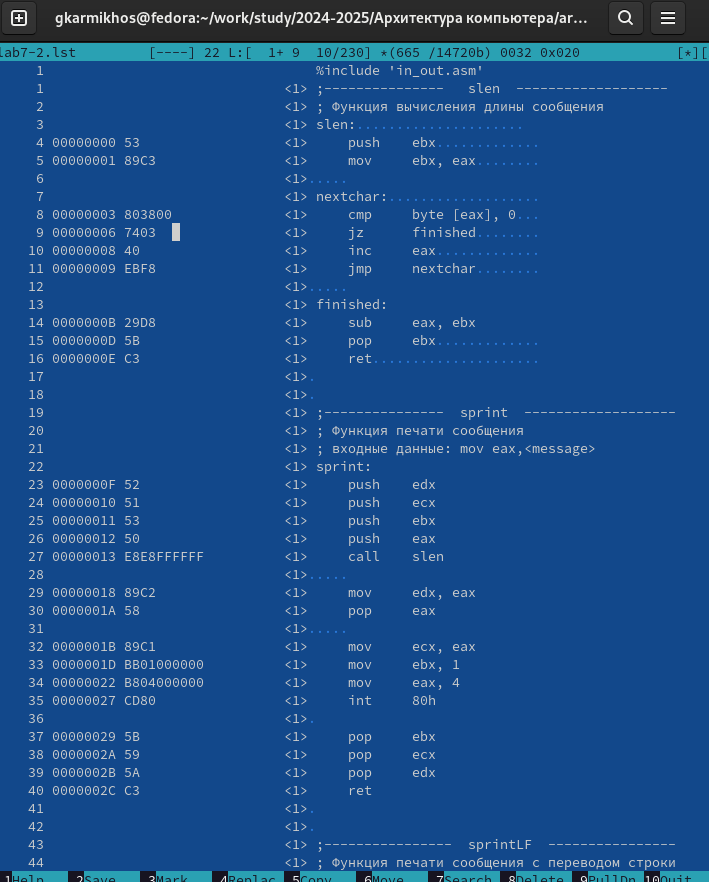 gkarmikhos@fedora:~/work/study/2024-2025/Архитектура компьютера/ar...
lab7-2.lst [----] 22 L:[ 1+ 9 10/230] *(665 /14720b) 0032 0x020 [*][
1 %include 'in_out.asm'
1 <1> ;--------------- slen -------------------
2 <1> ; Функция вычисления длины сообщения
3 <1> slen:.....................
4 00000000 53 <1> push ebx.............
5 00000001 89C3 <1> mov ebx, eax........
6 <1>.....
7 <1> nextchar:...................
8 00000003 803800 <1> cmp byte [eax], 0...
9 00000006 7403 <1> jz finished........
10 00000008 40 <1> inc eax.............
11 00000009 EBF8 <1> jmp nextchar........
12 <1>.....
13 <1> finished:
14 0000000B 29D8 <1> sub eax, ebx
15 0000000D 5B <1> pop ebx.............
16 0000000E C3 <1> ret.....................
17 <1>.
18 <1>.
19 <1> ;--------------- sprint -------------------
20 <1> ; Функция печати сообщения
21 <1> ; входные данные: mov eax,<message>
22 <1> sprint:
23 0000000F 52 <1> push edx
24 00000010 51 <1> push ecx
25 00000011 53 <1> push ebx
26 00000012 50 <1> push eax
27 00000013 E8E8FFFFFF <1> call slen
28 <1>.....
29 00000018 89C2 <1> mov edx, eax
30 0000001A 58 <1> pop eax
31 <1>.....
32 0000001B 89C1 <1> mov ecx, eax
33 0000001D BB01000000 <1> mov ebx, 1
34 00000022 B804000000 <1> mov eax, 4
35 00000027 CD80 <1> int 80h
36 <1>.
37 00000029 5B <1> pop ebx
38 0000002A 59 <1> pop ecx
39 0000002B 5A <1> pop edx
40 0000002C C3 <1> ret
41 <1>.
42 <1>.
43 <1> ;---------------- sprintLF ----------------
44 <1> ; Функция печати сообщения с переводом строки
1Help 2Save 3Mark 4Replac 5Copy 6Move 7Search 8Delete 9PullDn 10Quit